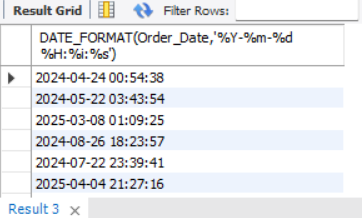 Result Grid Filter Rows:
DATE_FORMAT(Order_Date,'%Y-%m-%d
%H:%i:%s')
2024-04-24 00:54:38
2024-05-22 03:43:54
2025-03-08 01:09:25
2024-08-26 18:23:57
2024-07-22 23:39:41
2025-04-04 21:27:16
Result 3 ×